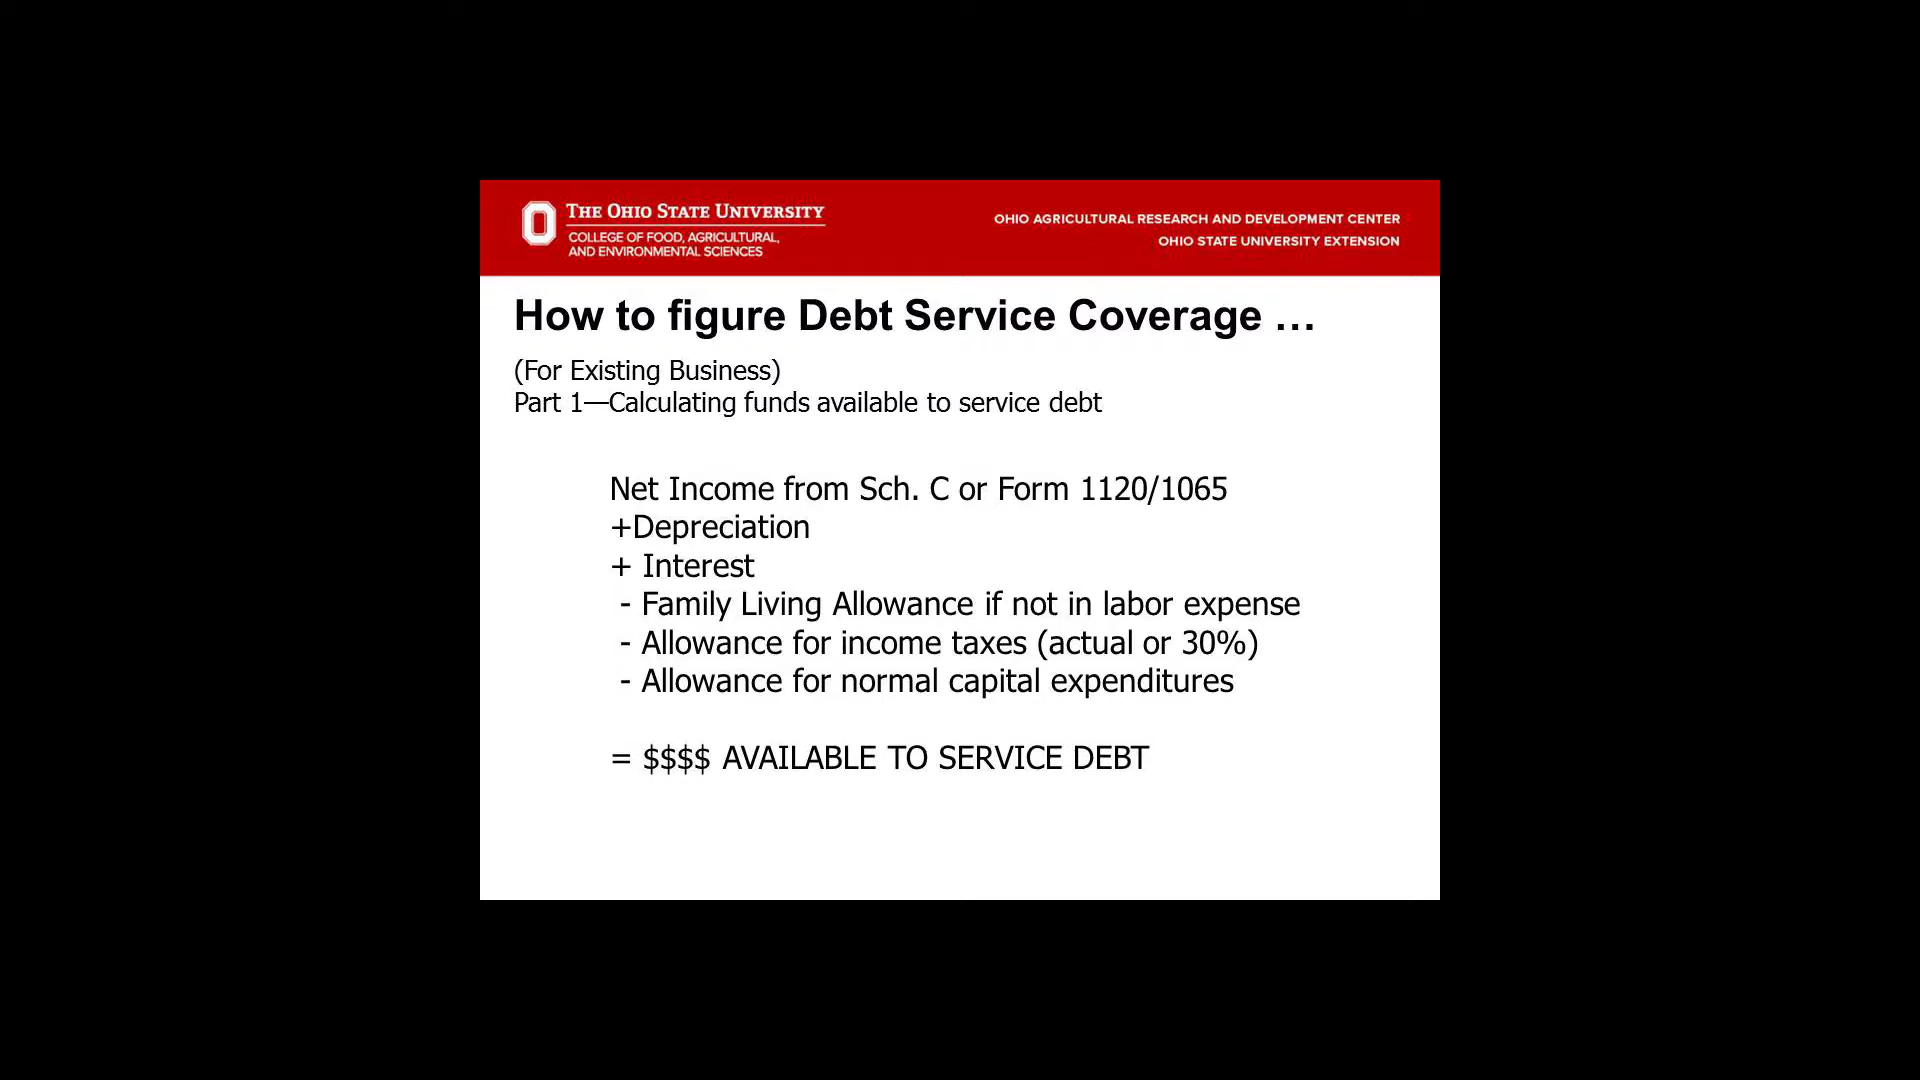 THE OHIO STATE UNIVERSITY
COLLEGE OF FOOD, AGRICULTURAL,
AND ENVIRONMENTAL SCIENCES
OHIO AGRICULTURAL RESEARCH AND DEVELOPMENT CENTER
OHIO STATE UNIVERSITY EXTENSION
How to figure Debt Service Coverage …
(For Existing Business)
Part 1—Calculating funds available to service debt
Net Income from Sch. C or Form 1120/1065
+Depreciation
+ Interest
- Family Living Allowance if not in labor expense
- Allowance for income taxes (actual or 30%)
- Allowance for normal capital expenditures
= $$$$ AVAILABLE TO SERVICE DEBT